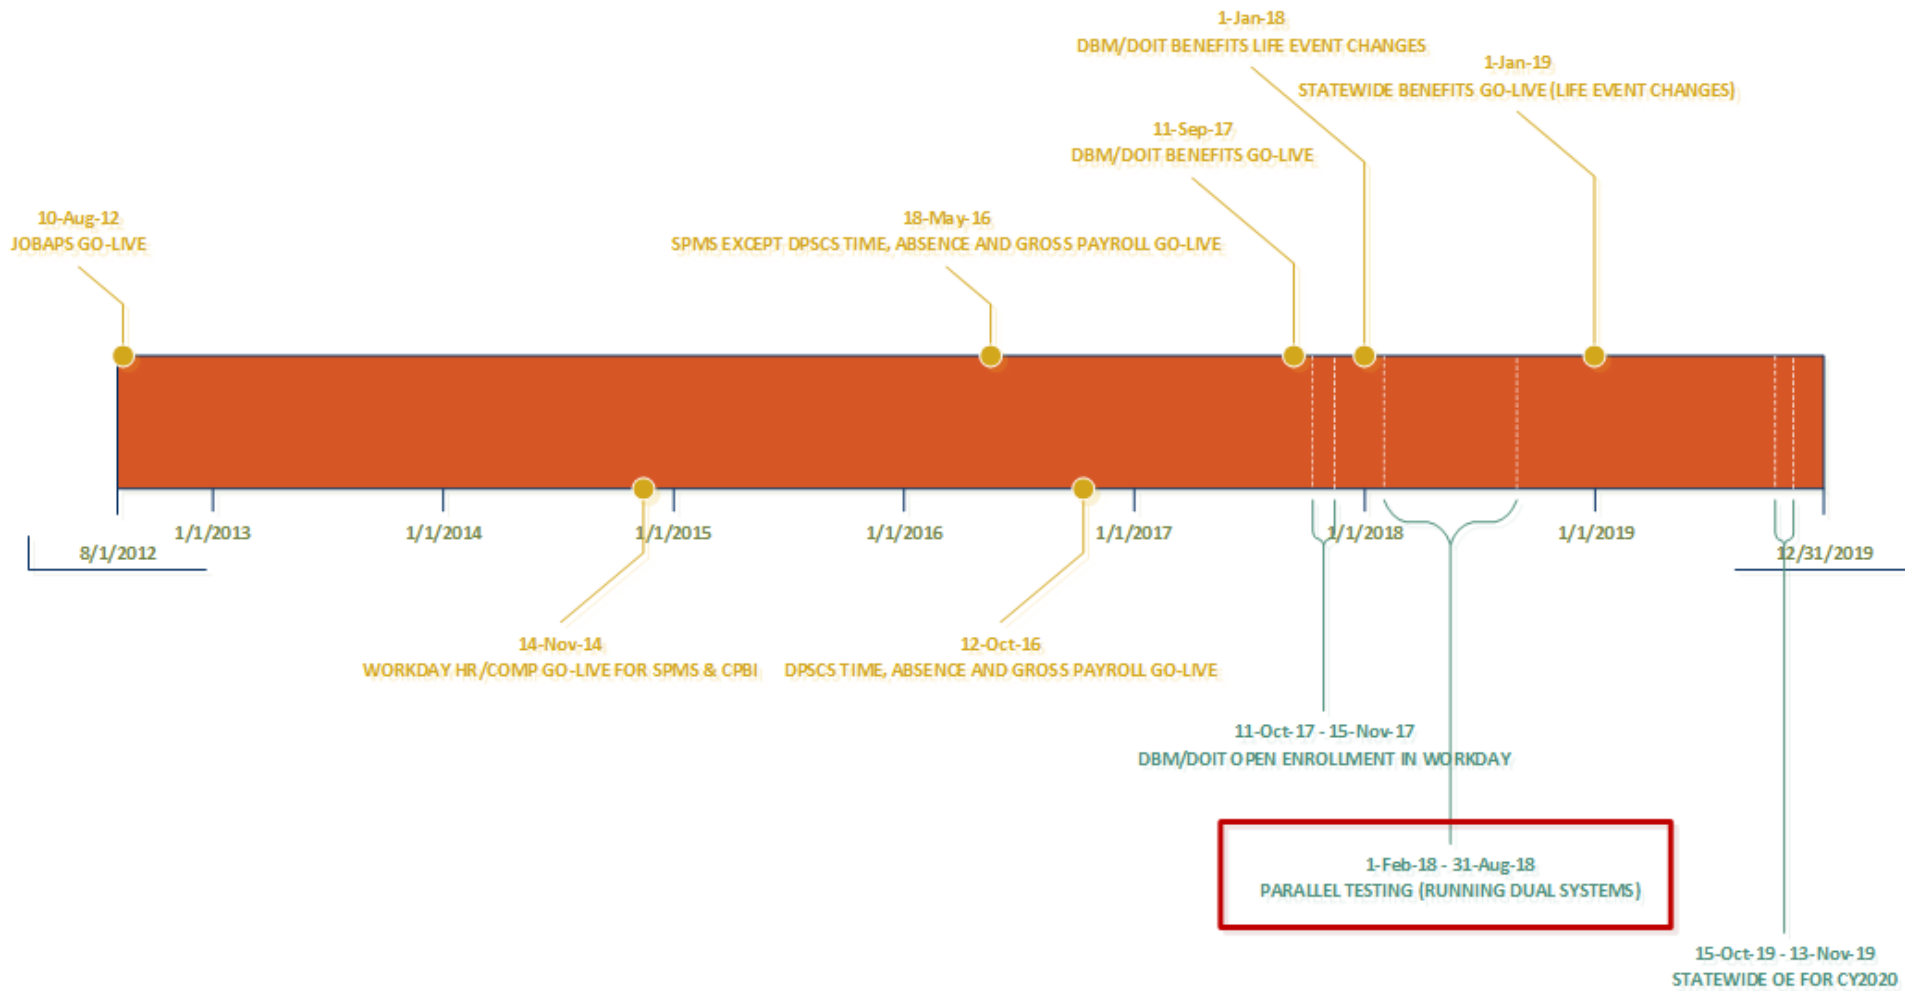 1-Jan-18
DBM/DOIT BENEFITS LIFE EVENT CHANGES
1-Jan-19
STATEWIDE BENEFITS GO-LIVE (LIFE EVENT CHANGES)
11-Sep-17
DBM/DOIT BENEFITS GO-LIVE
10-Aug-12
JOBAPS GO-LIVE
18-May-16
SPMS EXCEPT DPSCS TIME, ABSENCE AND GROSS PAYROLL GO-LIVE
1/1/2013
1/1/2014
1/1/2015
1/1/2016
1/1/2017
1/1/2018
1/1/2019
8/1/2012
12/31/2019
14-Nov-14
WORKDAY HR/COMP GO-LIVE FOR SPMS & CPBI
12-Oct-16
DPSCS TIME, ABSENCE AND GROSS PAYROLL GO-LIVE
11-Oct-17 - 15-Nov-17
DBM/DOIT OPEN ENROLLMENT IN WORKDAY
1-Feb-18 - 31-Aug-18
PARALLEL TESTING (RUNNING DUAL SYSTEMS)
15-Oct-19 - 13-Nov-19
STATEWIDE OE FOR CY2020